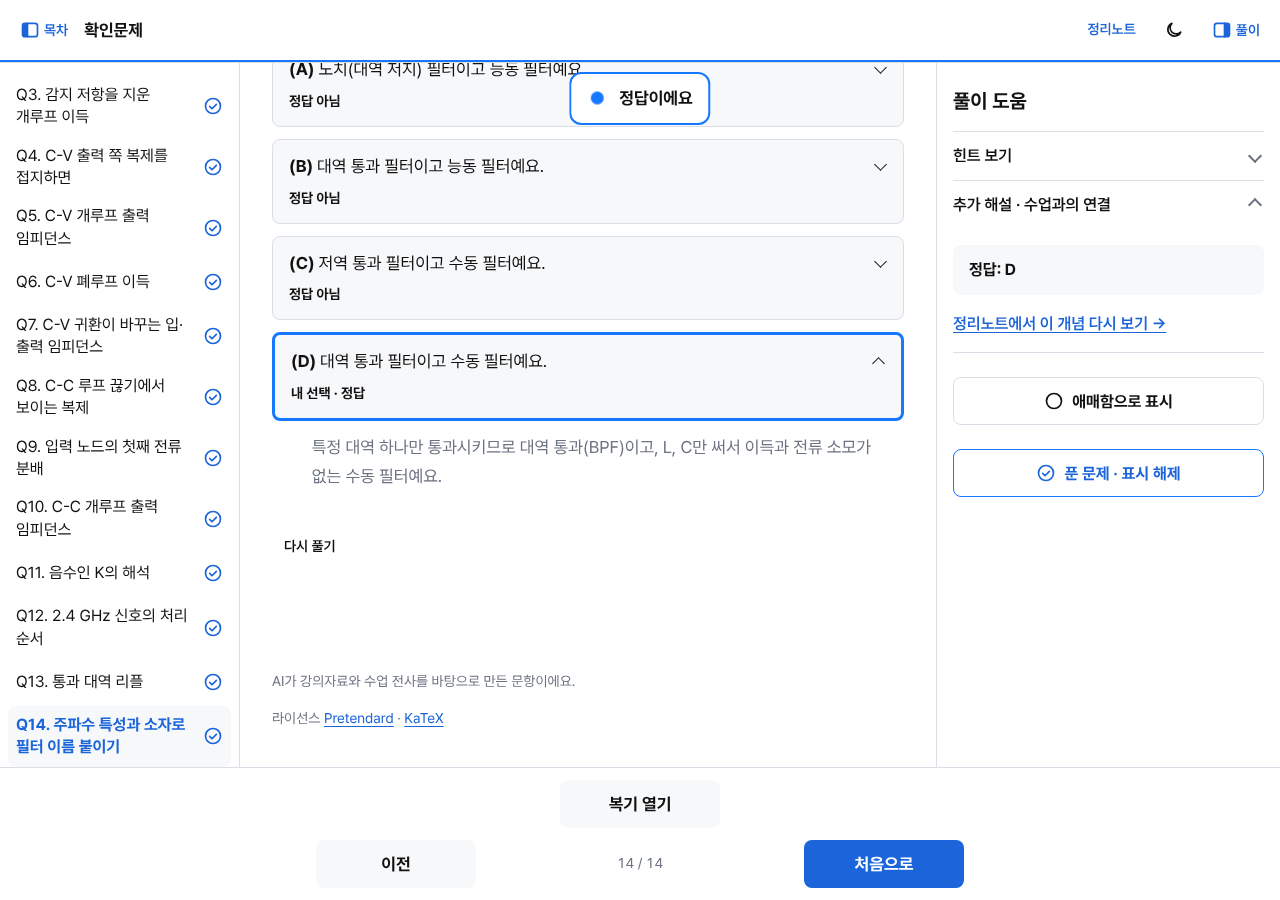 목차
확인문제
정리노트
풀이
Q3. 감지 저항을 지운
개루프 이득
Q4. C-V 출력 쪽 복제를
접지하면
Q5. C-V 개루프 출력
임피던스
Q6. C-V 폐루프 이득
Q7. C-V 귀환이 바꾸는 입·
출력 임피던스
Q8. C-C 루프 끊기에서
보이는 복제
Q9. 입력 노드의 첫째 전류
분배
Q10. C-C 개루프 출력
임피던스
Q11. 음수인 K의 해석
Q12. 2.4 GHz 신호의 처리
순서
Q13. 통과 대역 리플
Q14. 주파수 특성과 소자로
필터 이름 붙이기
(A) 노치(대역 저지) 필터이고 능동 필터예요.
정답 아님
정답이에요
(B) 대역 통과 필터이고 능동 필터예요.
정답 아님
(C) 저역 통과 필터이고 수동 필터예요.
정답 아님
(D) 대역 통과 필터이고 수동 필터예요.
내 선택 · 정답
특정 대역 하나만 통과시키므로 대역 통과(BPF)이고, L, C만 써서 이득과 전류 소모가
없는 수동 필터예요.
다시 풀기
AI가 강의자료와 수업 전사를 바탕으로 만든 문항이에요.
라이선스 Pretendard · KaTeX
풀이 도움
힌트 보기
추가 해설 · 수업과의 연결
정답: D
정리노트에서 이 개념 다시 보기 →
애매함으로 표시
푼 문제 · 표시 해제
복기 열기
이전
14 / 14
처음으로